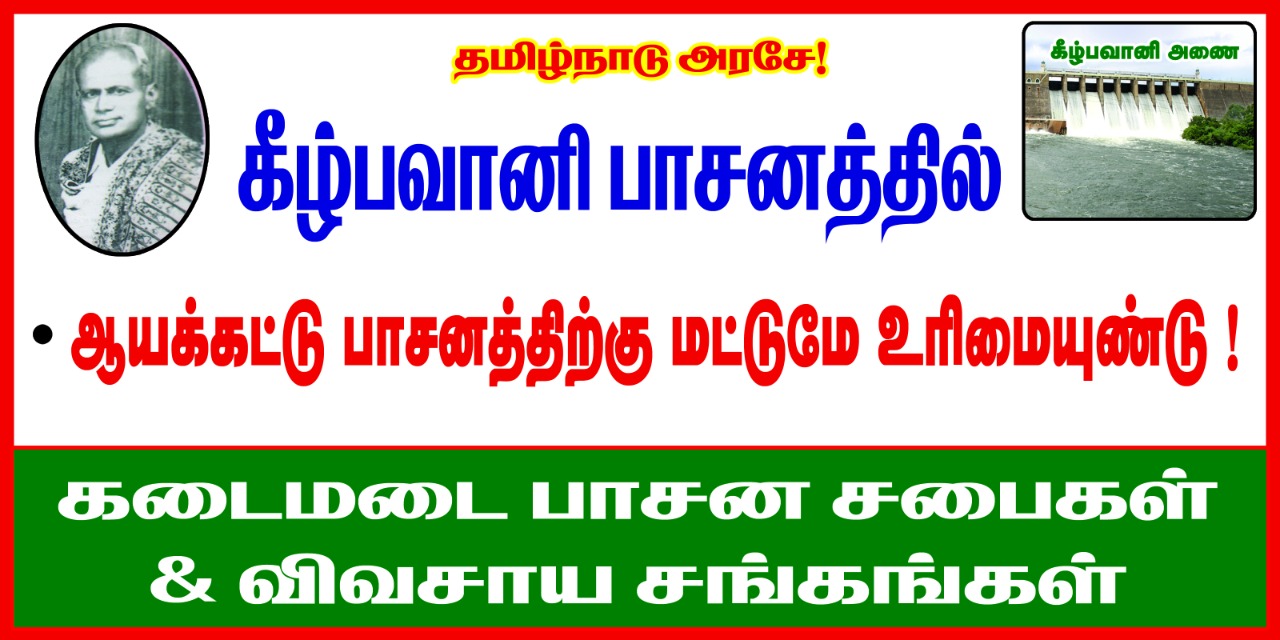 தமிழ்நாடு அரசே!
கீழ்பவானி அணை
கீழ்பவானி பாசனத்தில்
• ஆயக்கட்டு பாசனத்திற்கு மட்டுமே உரிமையுண்டு !
கடைமடை பாசன சபைகள்
& விவசாய சங்கங்கள்